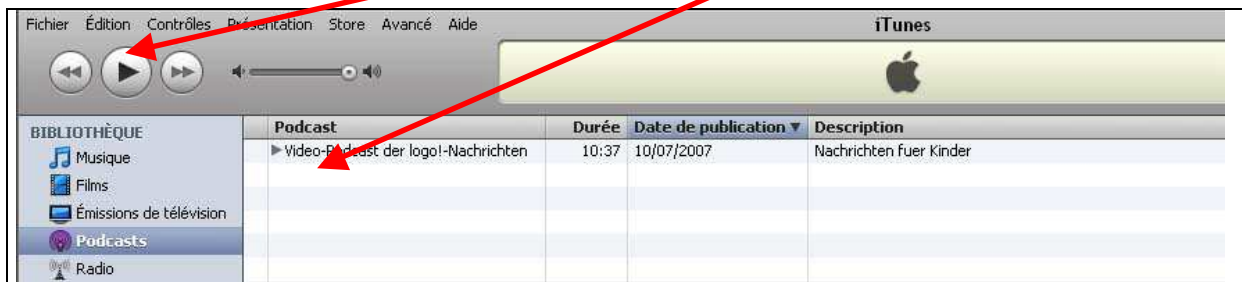 Fichier Édition Contrôles Présentation Store Avancé Aide
iTunes
BIBLIOTHÈQUE
Musique
Films
Émissions de télévision
Podcasts
Radio
Podcast Durée Date de publication Description
Video-Podcast der logo!-Nachrichten 10:37 10/07/2007 Nachrichten fuer Kinder